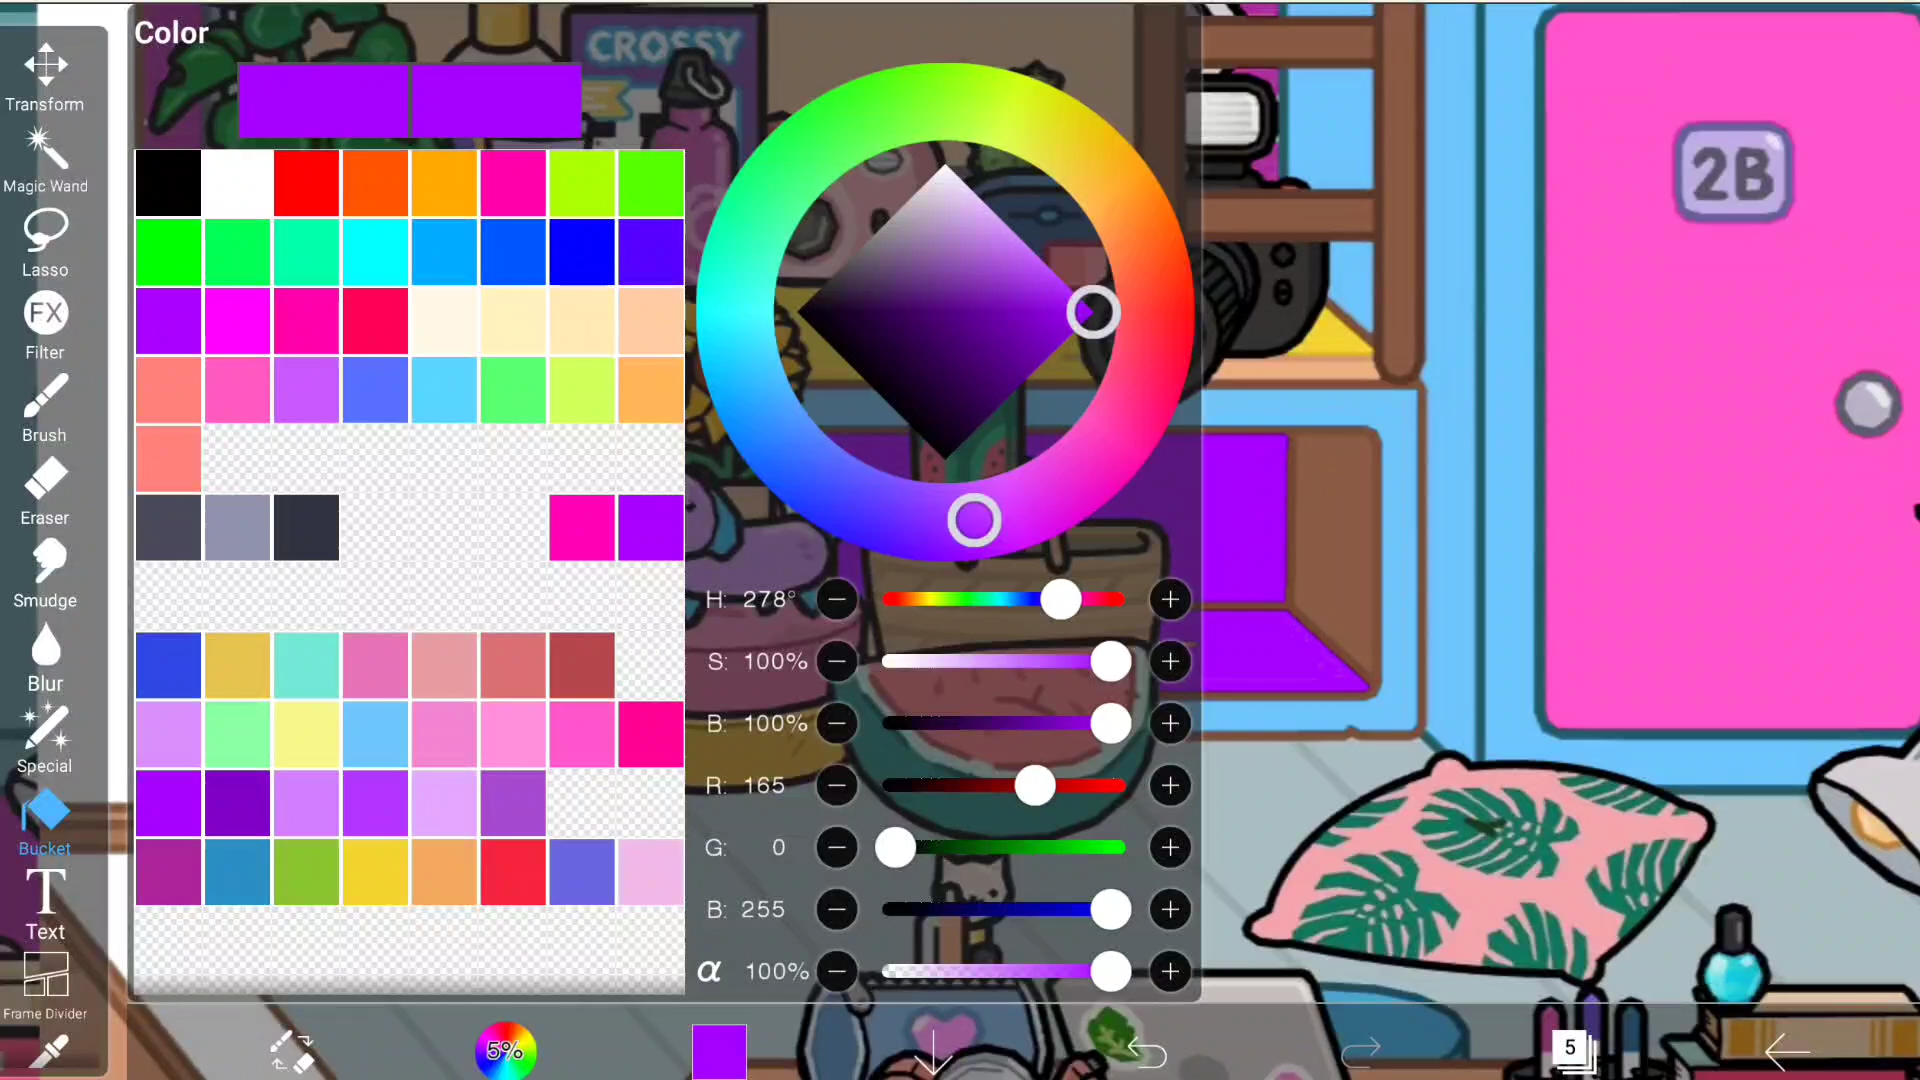 Color
CROSSY
Transform
Magic Wand
Lasso
FX
Filter
Brush
Eraser
Smudge
Blur
Special
Bucket
T
Text
Frame Divider
2B
H: 278°
S: 100%
B: 100%
R: 165
G: 0
B: 255
α 100%
5%
5